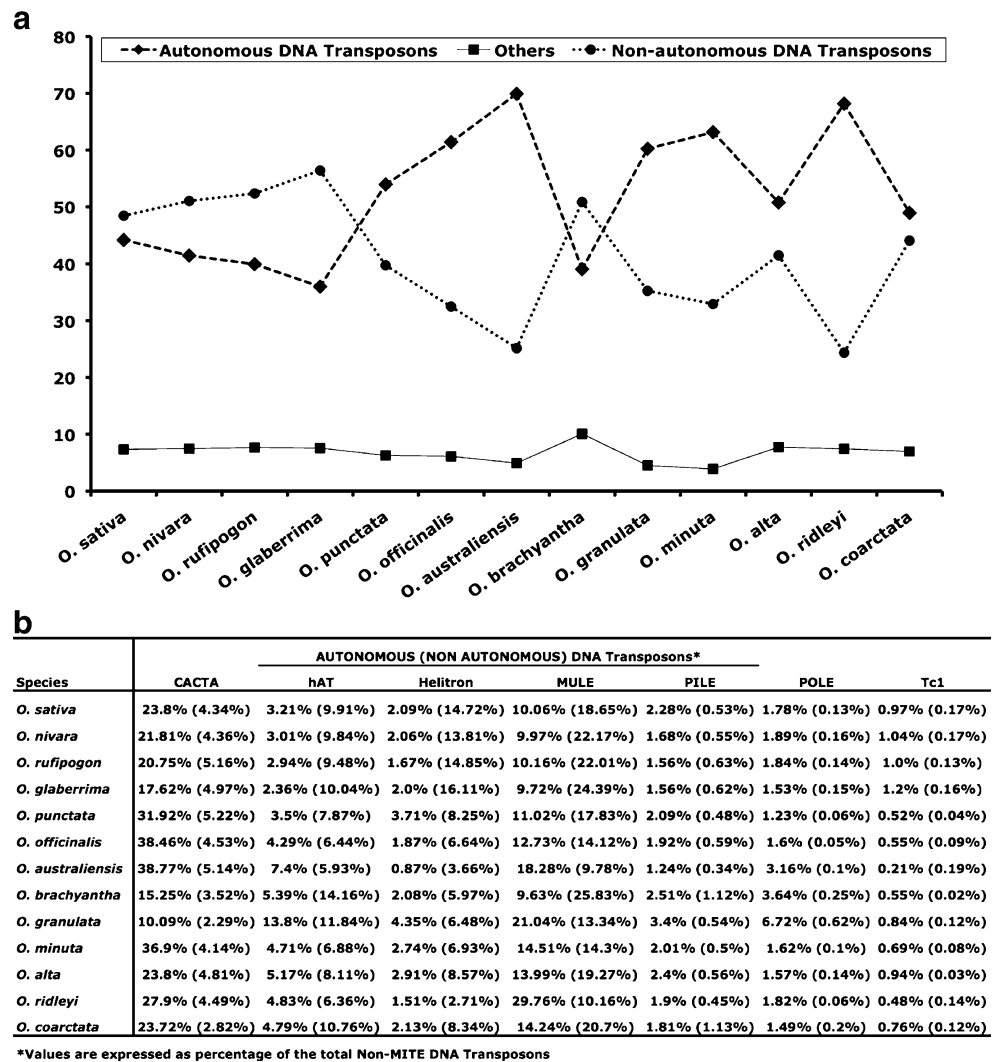 a
80
Autonomous DNA Transposons Others Non-autonomous DNA Transposons
70
60
50
40
30
20
10
0
O. sativa
O. nivara
O. rufipogon
O. glaberrima
O. punctata
O. officinalis
O. australiensis
O. brachyantha
O. granulata
O. minuta
O. alta
O. ridleyi
O. coarctata
b
AUTONOMOUS (NON AUTONOMOUS) DNA Transposons*
Species CACTA hAT Helitron MULE PILE POLE Tc1
O. sativa 23.8% (4.34%) 3.21% (9.91%) 2.09% (14.72%) 10.06% (18.65%) 2.28% (0.53%) 1.78% (0.13%) 0.97% (0.17%)
O. nivara 21.81% (4.36%) 3.01% (9.84%) 2.06% (13.81%) 9.97% (22.17%) 1.68% (0.55%) 1.89% (0.16%) 1.04% (0.17%)
O. rufipogon 20.75% (5.16%) 2.94% (9.48%) 1.67% (14.85%) 10.16% (22.01%) 1.56% (0.63%) 1.84% (0.14%) 1.0% (0.13%)
O. glaberrima 17.62% (4.97%) 2.36% (10.04%) 2.0% (16.11%) 9.72% (24.39%) 1.56% (0.62%) 1.53% (0.15%) 1.2% (0.16%)
O. punctata 31.92% (5.22%) 3.5% (7.87%) 3.71% (8.25%) 11.02% (17.83%) 2.09% (0.48%) 1.23% (0.06%) 0.52% (0.04%)
O. officinalis 38.46% (4.53%) 4.29% (6.44%) 1.87% (6.64%) 12.73% (14.12%) 1.92% (0.59%) 1.6% (0.05%) 0.55% (0.09%)
O. australiensis 38.77% (5.14%) 7.4% (5.93%) 0.87% (3.66%) 18.28% (9.78%) 1.24% (0.34%) 3.16% (0.1%) 0.21% (0.19%)
O. brachyantha 15.25% (3.52%) 5.39% (14.16%) 2.08% (5.97%) 9.63% (25.83%) 2.51% (1.12%) 3.64% (0.25%) 0.55% (0.02%)
O. granulata 10.09% (2.29%) 13.8% (11.84%) 4.35% (6.48%) 21.04% (13.34%) 3.4% (0.54%) 6.72% (0.62%) 0.84% (0.12%)
O. minuta 36.9% (4.14%) 4.71% (6.88%) 2.74% (6.93%) 14.51% (14.3%) 2.01% (0.5%) 1.62% (0.1%) 0.69% (0.08%)
O. alta 23.8% (4.81%) 5.17% (8.11%) 2.91% (8.57%) 13.99% (19.27%) 2.4% (0.56%) 1.57% (0.14%) 0.94% (0.03%)
O. ridleyi 27.9% (4.49%) 4.83% (6.36%) 1.51% (2.71%) 29.76% (10.16%) 1.9% (0.45%) 1.82% (0.06%) 0.48% (0.14%)
O. coarctata 23.72% (2.82%) 4.79% (10.76%) 2.13% (8.34%) 14.24% (20.7%) 1.81% (1.13%) 1.49% (0.2%) 0.76% (0.12%)
*Values are expressed as percentage of the total Non-MITE DNA Transposons